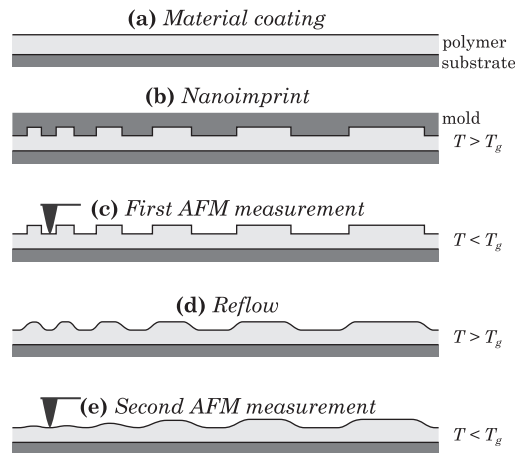 (a) Material coating
polymer
substrate
(b) Nanoimprint
mold
T > Tg
(c) First AFM measurement
T < Tg
(d) Reflow
T > Tg
(e) Second AFM measurement
T < Tg